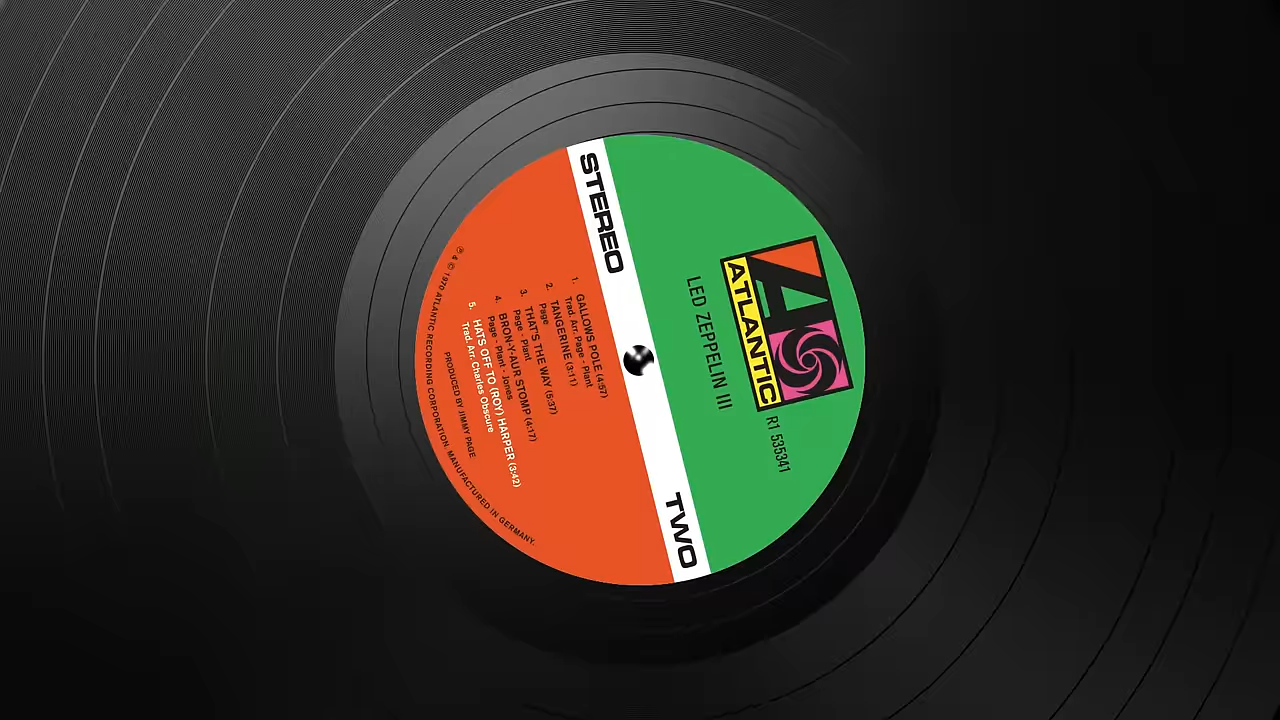 ATLANTIC
R1 535341
LED ZEPPELIN III
STEREO
TWO
1. GALLOWS POLE (4:57)
Trad. Arr. Page - Plant
2. TANGERINE (3:11)
Page
3. THAT'S THE WAY (5:37)
Page - Plant
4. BRON-Y-AUR STOMP (4:17)
Page - Plant - Jones
5. HATS OFF TO (ROY) HARPER (3:42)
Trad. Arr. Charles Obscure
PRODUCED BY JIMMY PAGE
℗ & © 1970 ATLANTIC RECORDING CORPORATION. MANUFACTURED IN GERMANY.